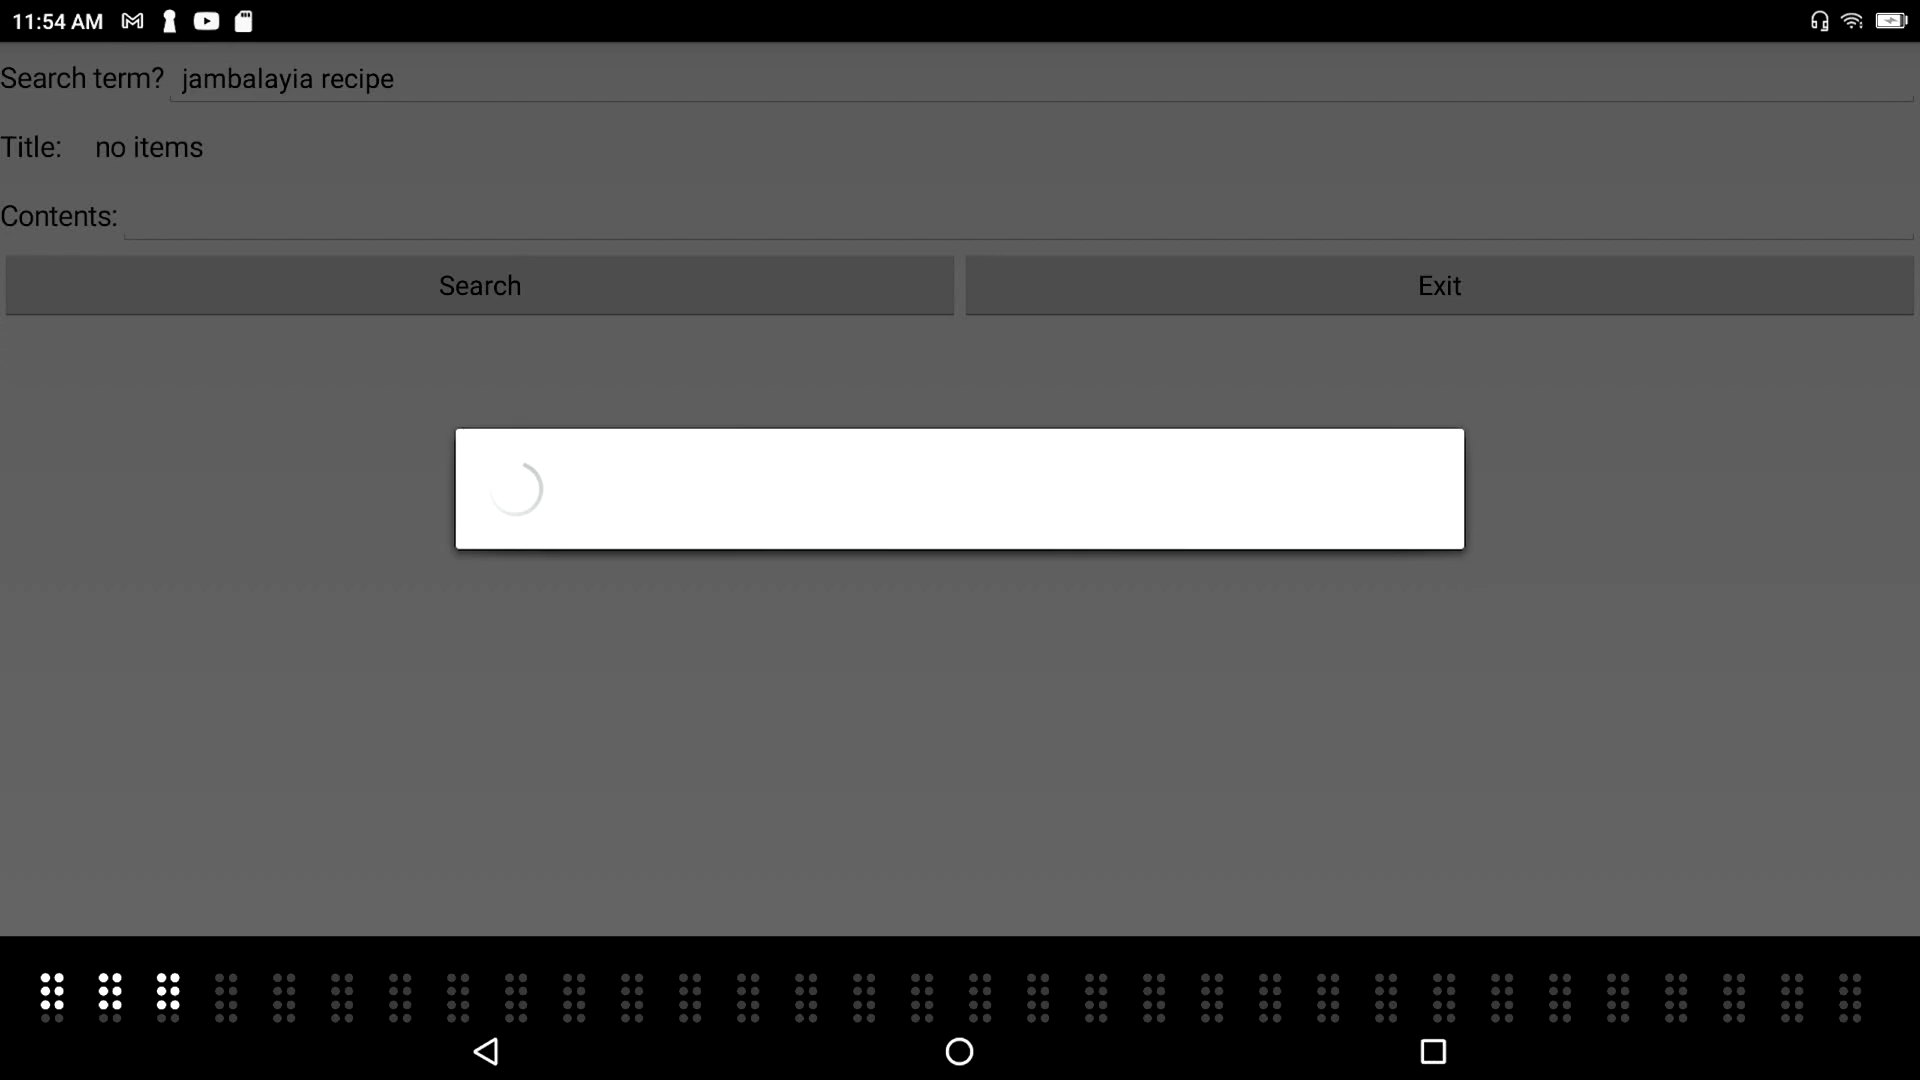 11:54 AM
Search term? jambalayia recipe
Title: no items
Contents:
Search Exit